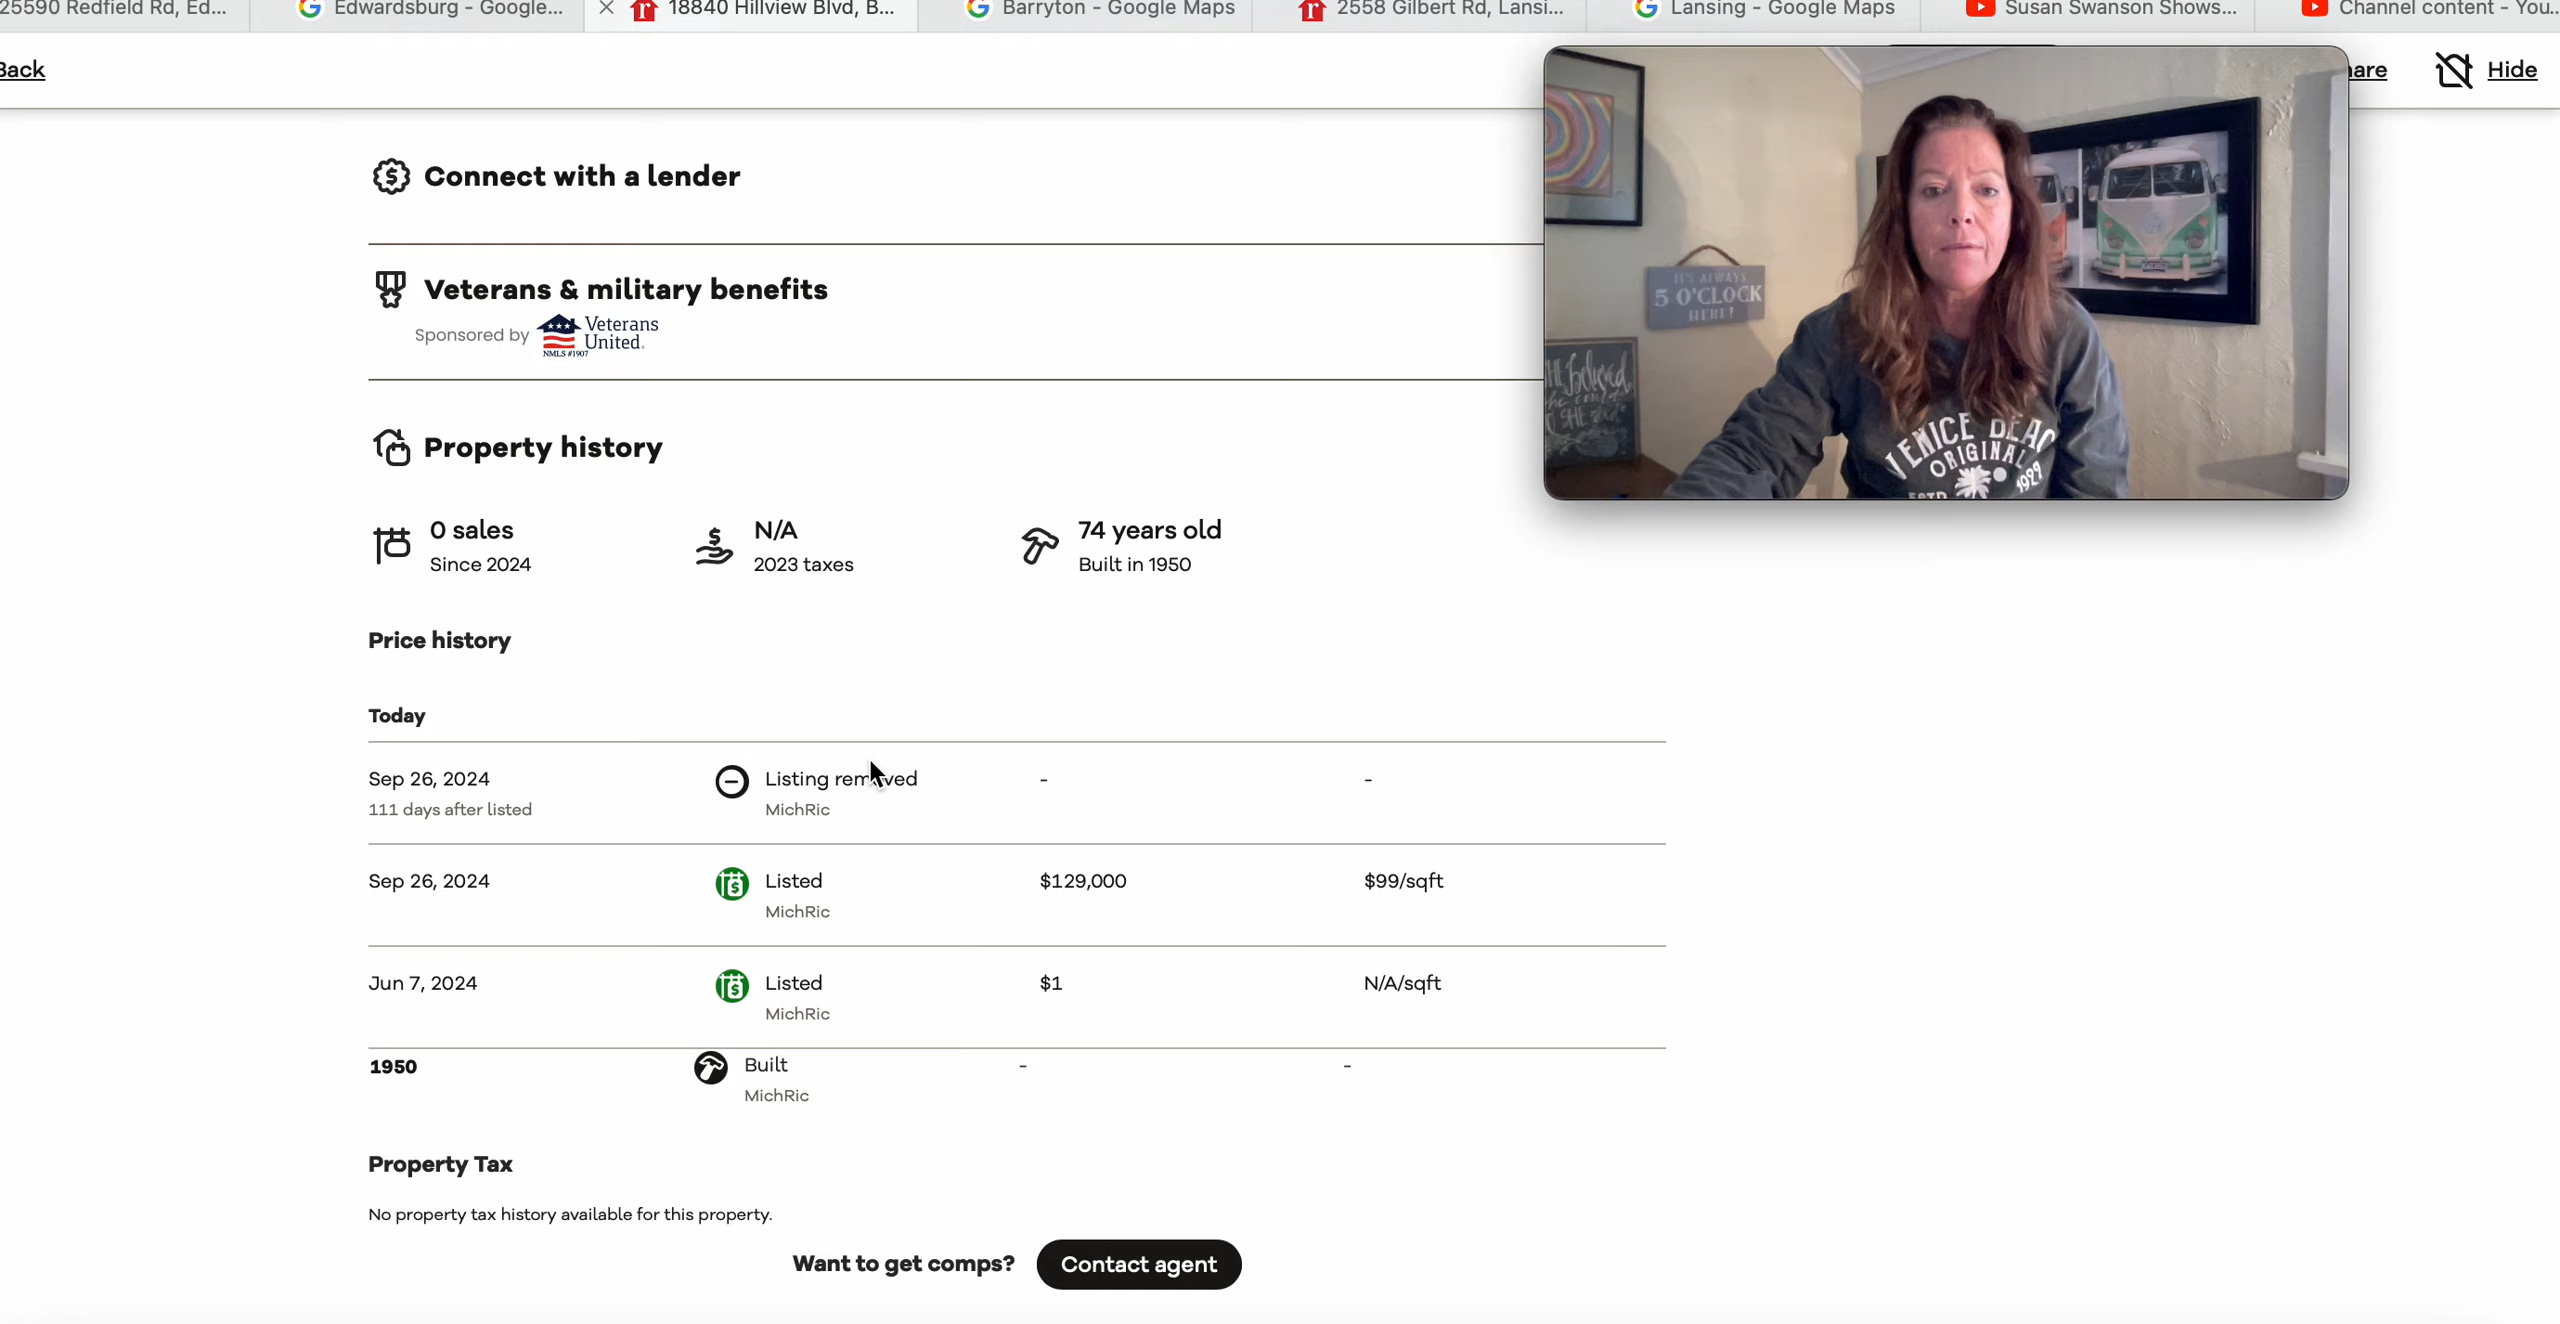 25590 Redfield Rd, Ed...
Edwardsburg - Google...
18840 Hillview Blvd, B...
Barryton - Google Maps
2558 Gilbert Rd, Lansi...
Lansing - Google Maps
Susan Swanson Shows...
Channel content - You...
Back
Hide
Connect with a lender
Veterans & military benefits
Sponsored by
Veterans
United.
NMLS #1907
IT'S ALWAYS
5 O'CLOCK
HERE!
VENICE BEAC
ORIGINAL
ESTD
1922
Property history
0 sales
Since 2024
N/A
2023 taxes
74 years old
Built in 1950
Price history
Today
Sep 26, 2024
111 days after listed
Listing removed
MichRic
-
-
Sep 26, 2024
Listed
MichRic
$129,000
$99/sqft
Jun 7, 2024
Listed
MichRic
$1
N/A/sqft
1950
Built
MichRic
-
-
Property Tax
No property tax history available for this property.
Want to get comps?
Contact agent